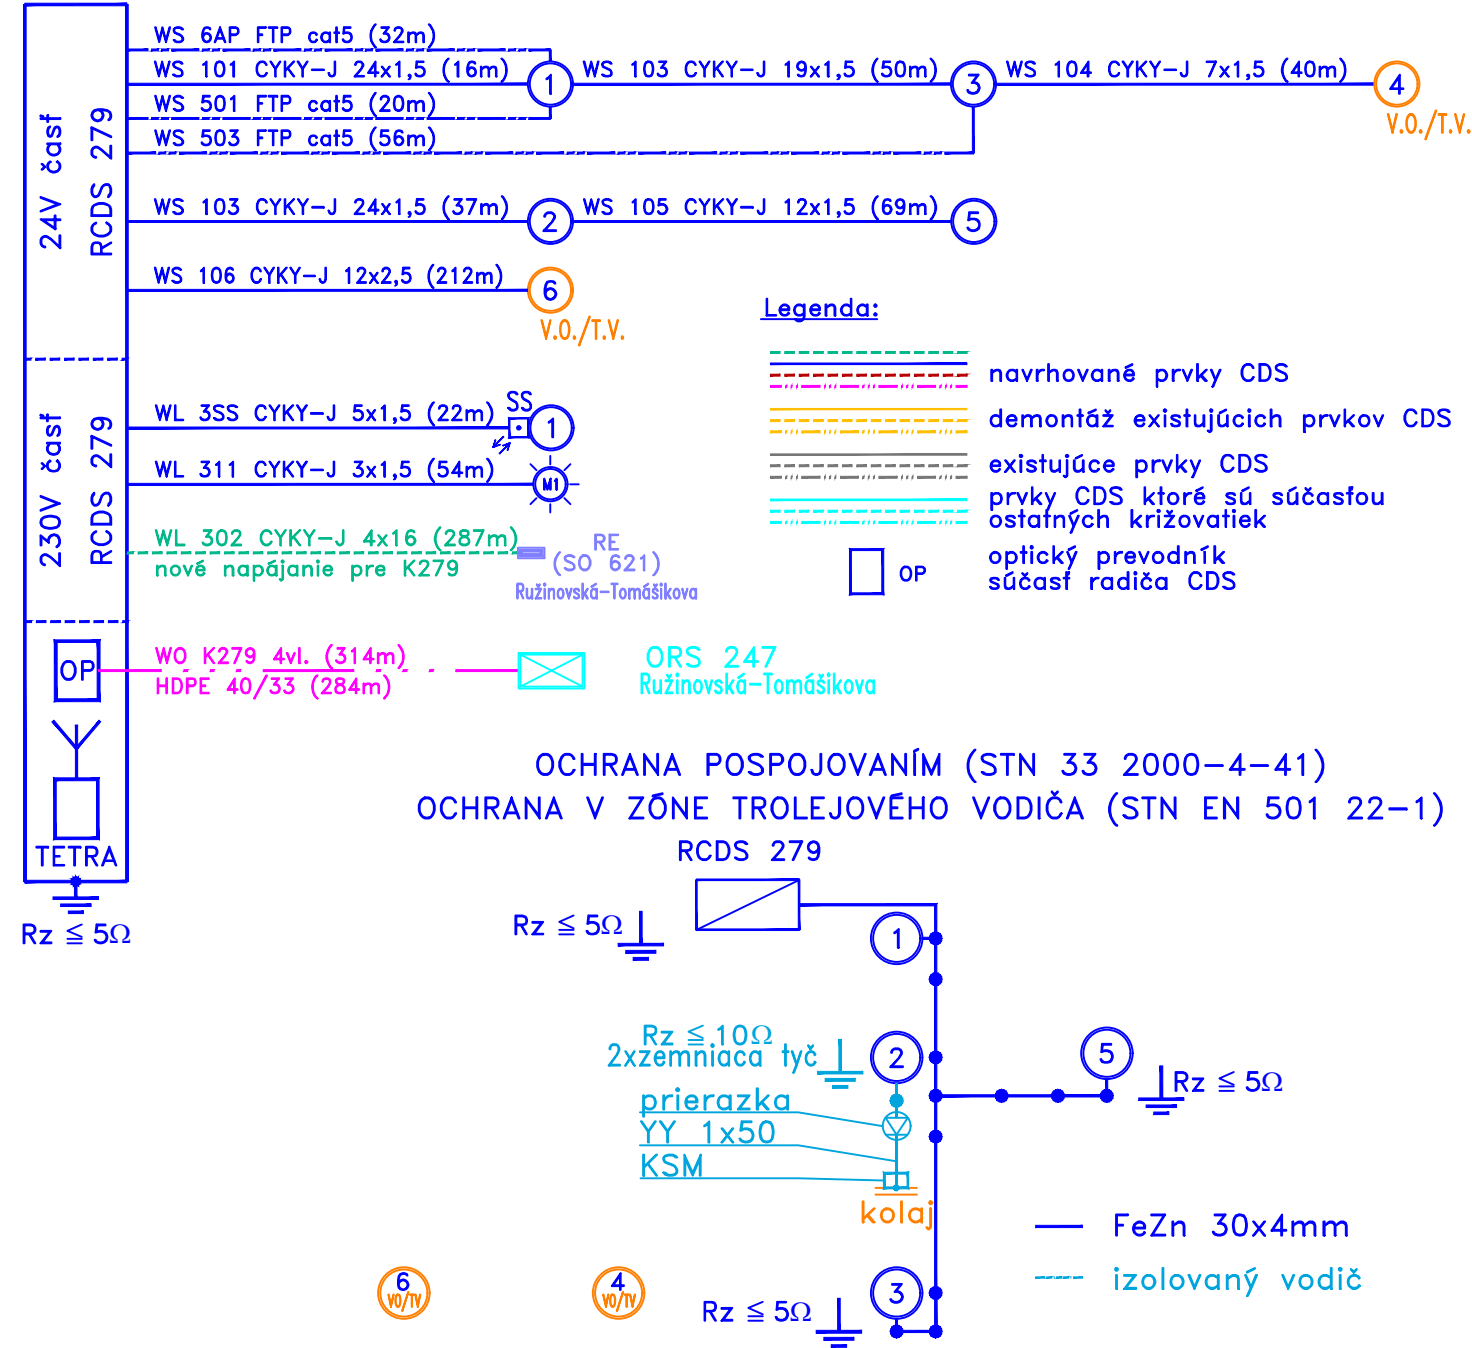 WS 6AP FTP cat5 (32m)
WS 101 CYKY-J 24x1,5 (16m)
1
WS 103 CYKY-J 19x1,5 (50m)
3
WS 104 CYKY-J 7x1,5 (40m)
4
V.O./T.V.
WS 501 FTP cat5 (20m)
WS 503 FTP cat5 (56m)
24V časť
RCDS 279
WS 103 CYKY-J 24x1,5 (37m)
2
WS 105 CYKY-J 12x1,5 (69m)
5
WS 106 CYKY-J 12x2,5 (212m)
6
V.O./T.V.
Legenda:
navrhované prvky CDS
demontáž existujúcich prvkov CDS
existujúce prvky CDS
prvky CDS ktoré sú súčasťou
ostatných križovatiek
OP
optický prevodník
súčasť radiča CDS
230V časť
RCDS 279
WL 3SS CYKY-J 5x1,5 (22m)
SS
1
WL 311 CYKY-J 3x1,5 (54m)
M1
WL 302 CYKY-J 4x16 (287m)
nové napájanie pre K279
RE
(SO 621)
Ružinovská-Tomášikova
OP
WO K279 4vl. (314m)
HDPE 40/33 (284m)
ORS 247
Ružinovská-Tomášikova
TETRA
Rz ≦ 5Ω
OCHRANA POSPOJOVANÍM (STN 33 2000-4-41)
OCHRANA V ZÓNE TROLEJOVÉHO VODIČA (STN EN 501 22-1)
RCDS 279
Rz ≦ 5Ω
1
Rz ≦ 10Ω
2xzemniaca tyč
2
5
Rz ≦ 5Ω
prierazka
YY 1x50
KSM
kolaj
FeZn 30x4mm
izolovaný vodič
6
VO/TV
4
VO/TV
Rz ≦ 5Ω
3